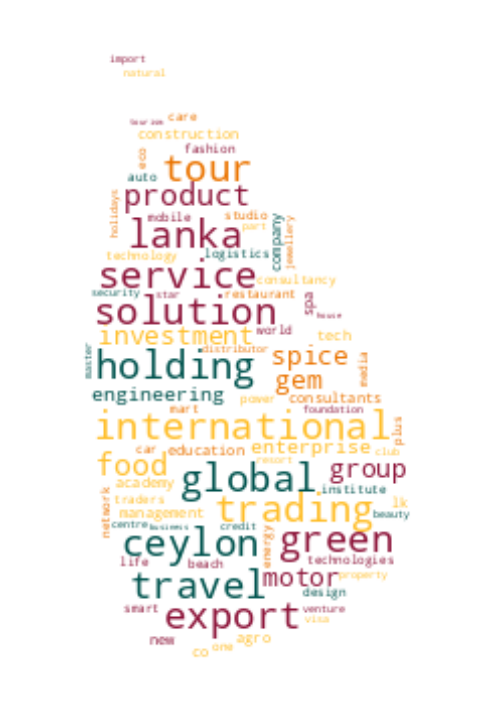 import
natural
tourism care
construction
eco fashion
auto tour
holidays product
mobile studio
lanka part company jewellery
technology logistics
service consultancy
security star restaurant spa
solution house
investment world tech
master distributor
holding spice media
engineering gem
power consultants
mart foundation
international plus
car education enterprise club
food resort group
academy global institute
network traders trading lk
management beauty
centre business credit
ceylon energy green
life beach technologies
travel motor property
design
smart export venture
visa
new agro
co one